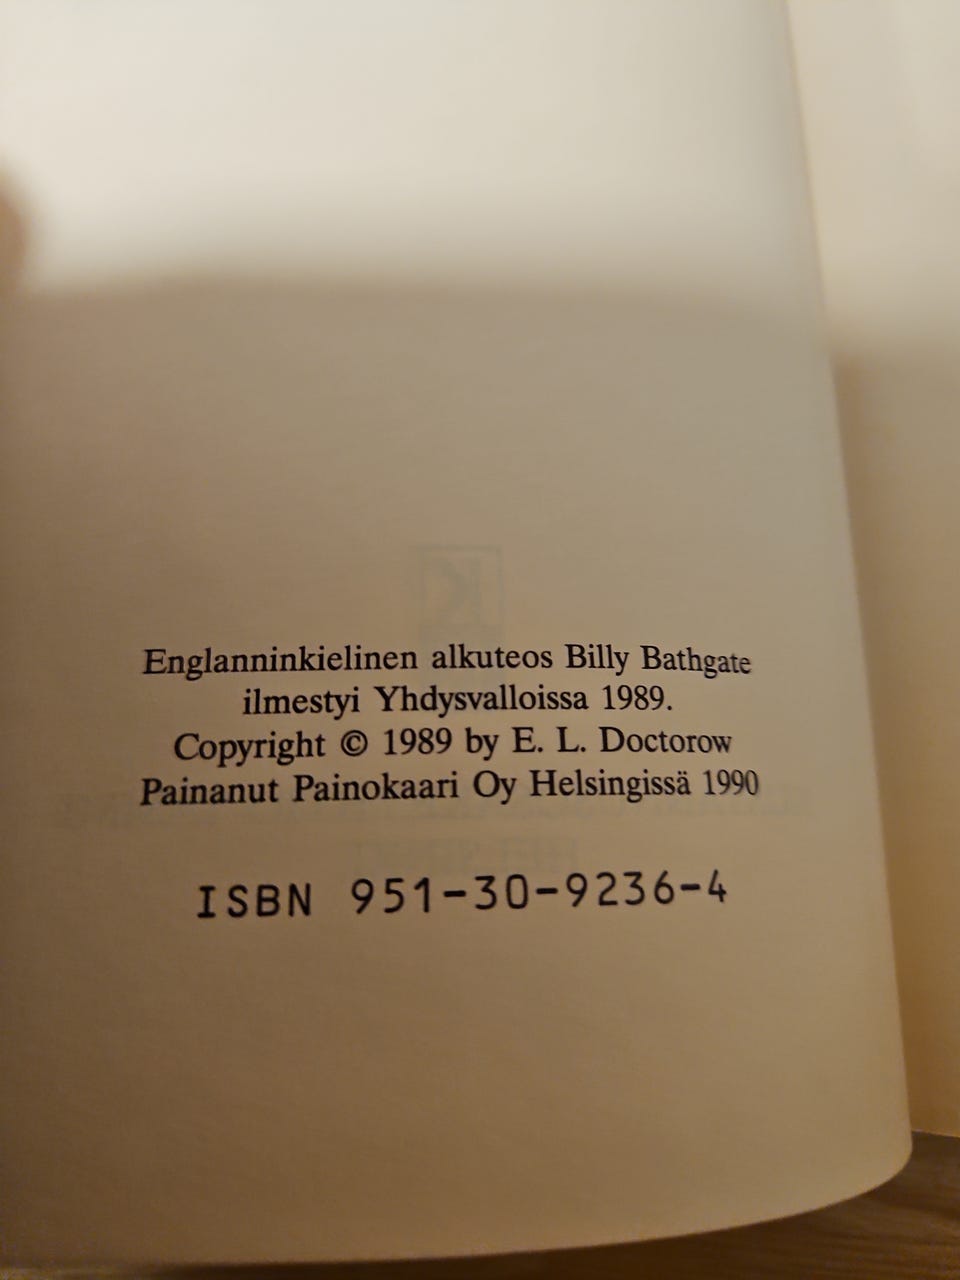 Englanninkielinen alkuteos Billy Bathgate
ilmestyi Yhdysvalloissa 1989.
Copyright © 1989 by E. L. Doctorow
Painanut Painokaari Oy Helsingissä 1990
ISBN 951-30-9236-4